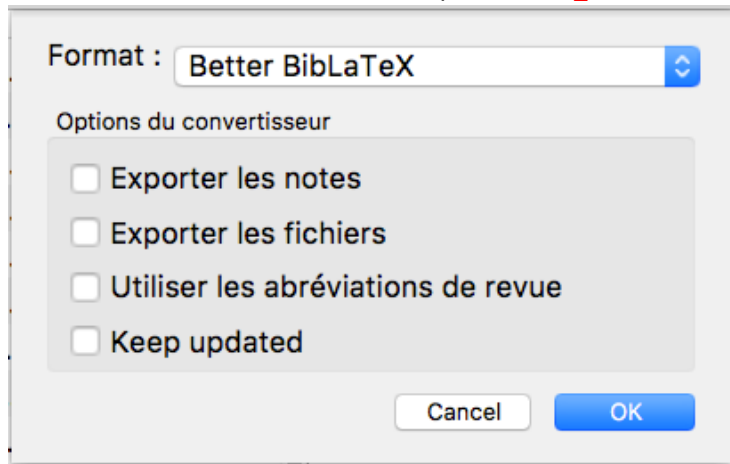 Format : Better BibLaTeX
Options du convertisseur
Exporter les notes
Exporter les fichiers
Utiliser les abréviations de revue
Keep updated
Cancel OK